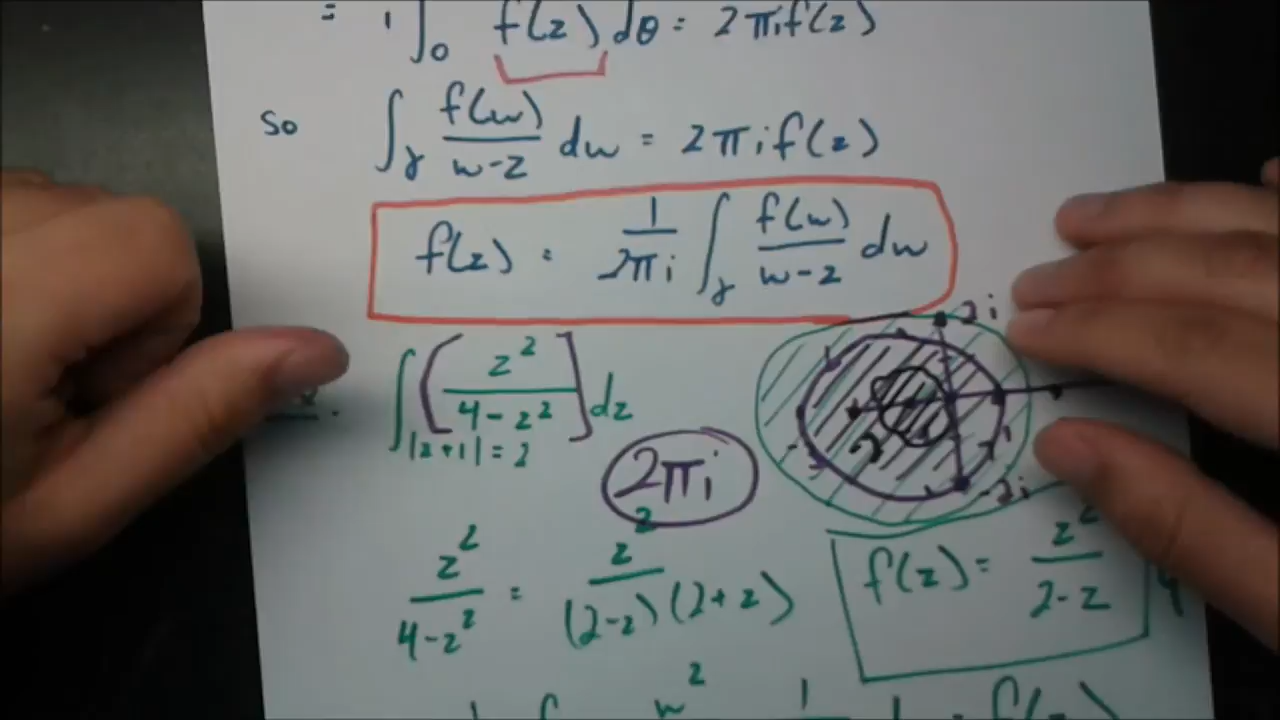 = i ∫₀ f(z) dθ = 2πi f(z)
So ∫_γ f(w)/(w-z) dw = 2πi f(z)
f(z) = 1/(2πi) ∫_γ f(w)/(w-z) dw
∫_{|z+1|=2} [z²/(4-z²)] dz
2πi
2i
-2i
z²/(4-z²) = z²/((2-z)(2+z))
f(z) = z²/(2-z)